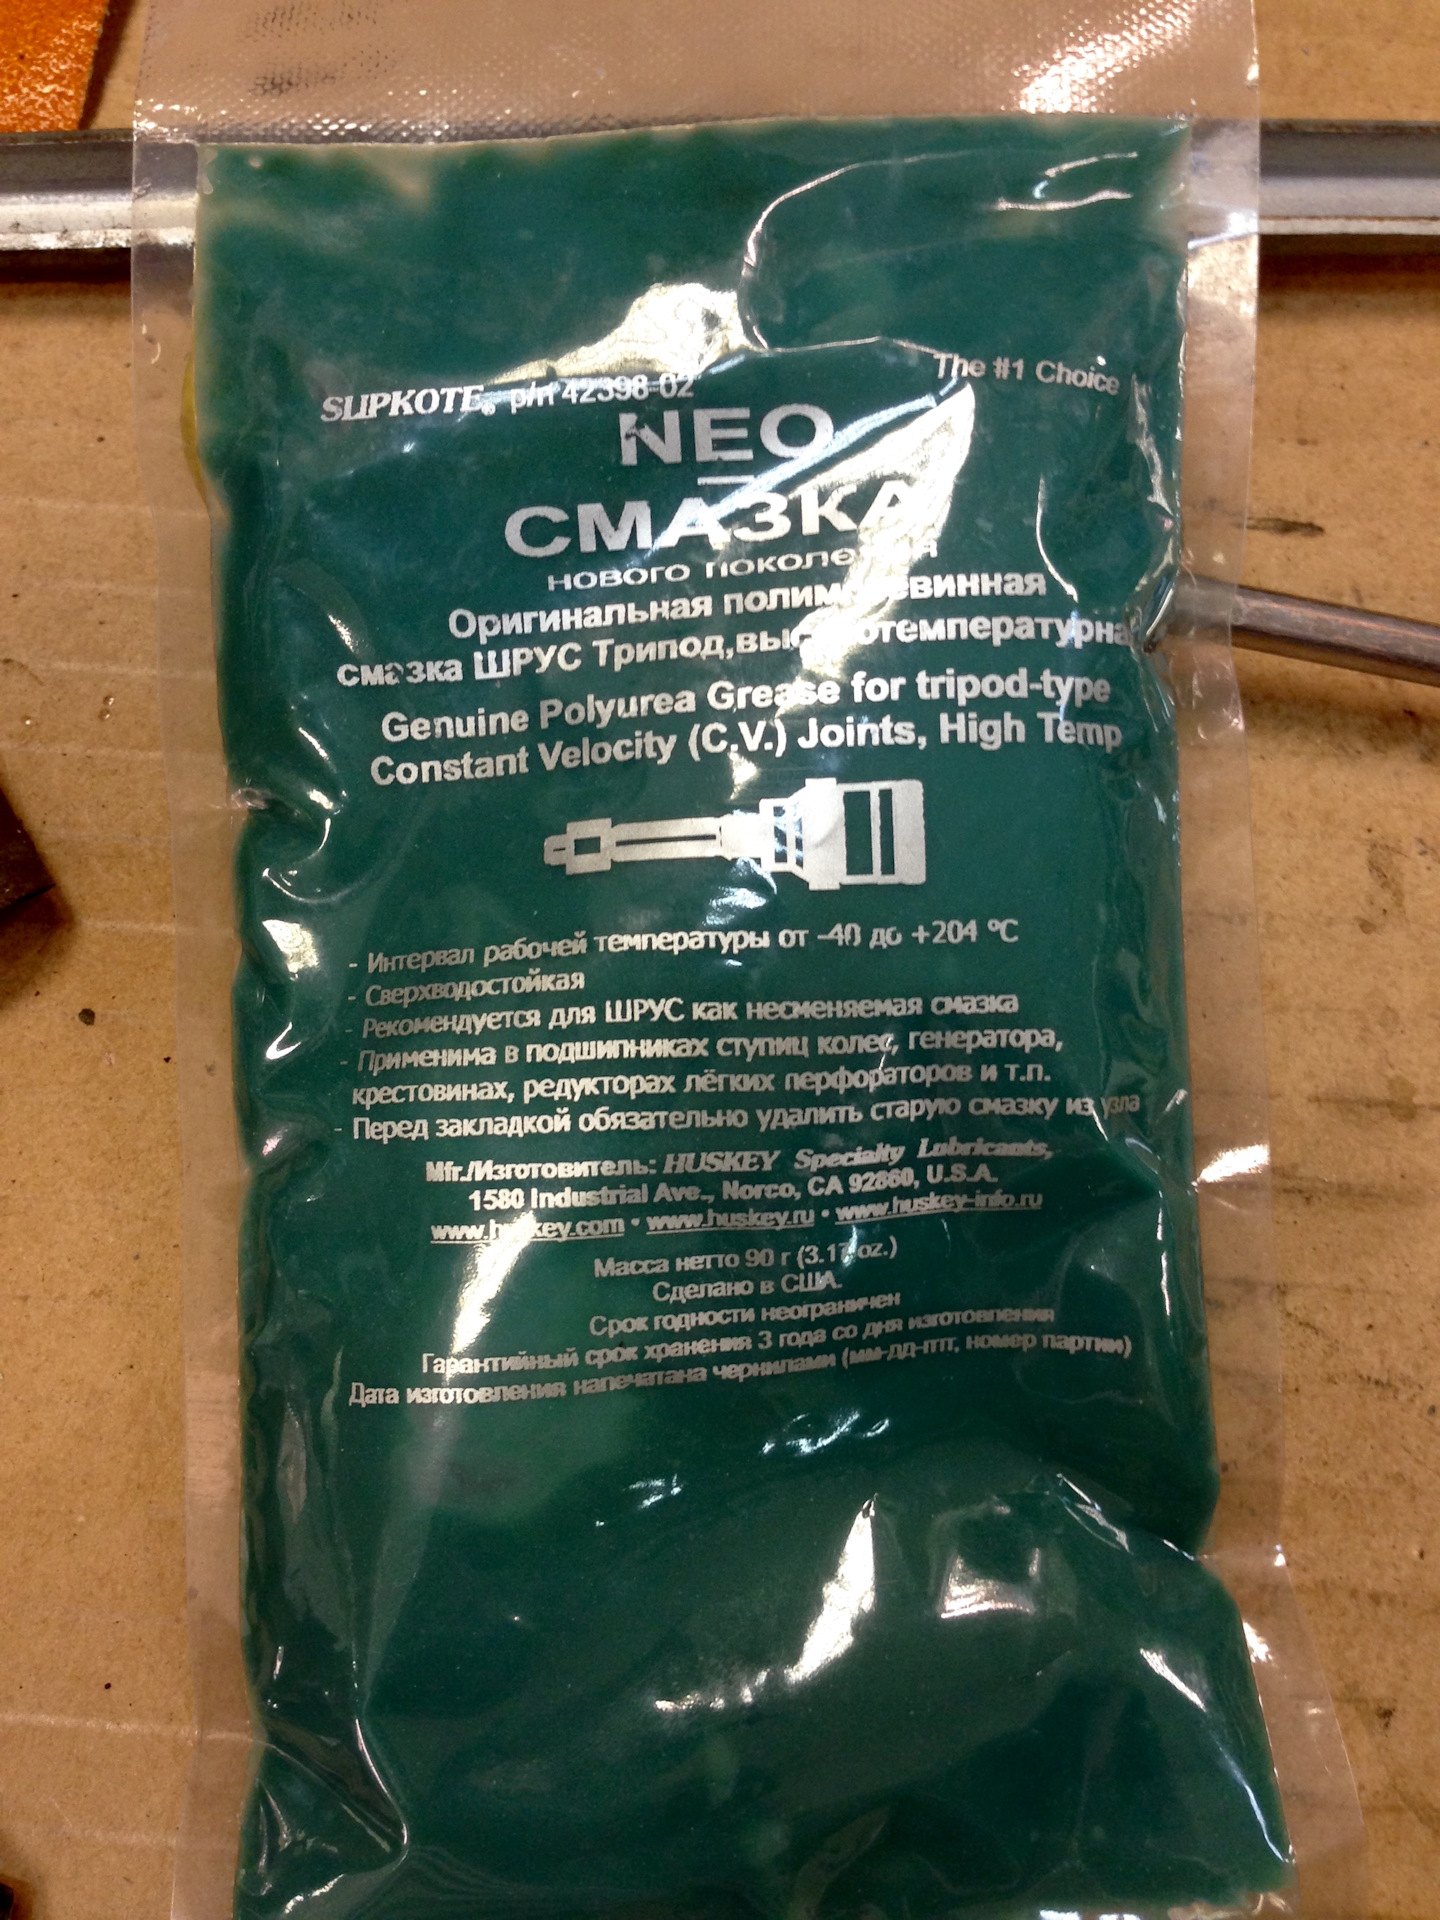 SLIPKOTE® p/n 42398-02
The #1 Choice
NEO
СМАЗКА
НОВОГО ПОКОЛЕНИЯ
Оригинальная полимочевинная
смазка ШРУС Трипод,высокотемпературная
Genuine Polyurea Grease for tripod-type
Constant Velocity (C.V.) Joints, High Temp
- Интервал рабочей температуры от -40 до +204 ºC
- Сверхводостойкая
- Рекомендуется для ШРУС как несменяемая смазка
- Применима в подшипниках ступиц колес, генератора,
крестовинах, редукторах лёгких перфораторов и т.п.
- Перед закладкой обязательно удалить старую смазку из узла
Mfr./Изготовитель: HUSKEY Specialty Lubricants,
1580 Industrial Ave., Norco, CA 92860, U.S.A.
www.huskey.com • www.huskey.ru • www.huskey-info.ru
Масса нетто 90 г (3.17 oz.)
Сделано в США.
Срок годности неограничен
Гарантийный срок хранения 3 года со дня изготовления
Дата изготовления напечатана чернилами (мм-дд-гггг, номер партии)